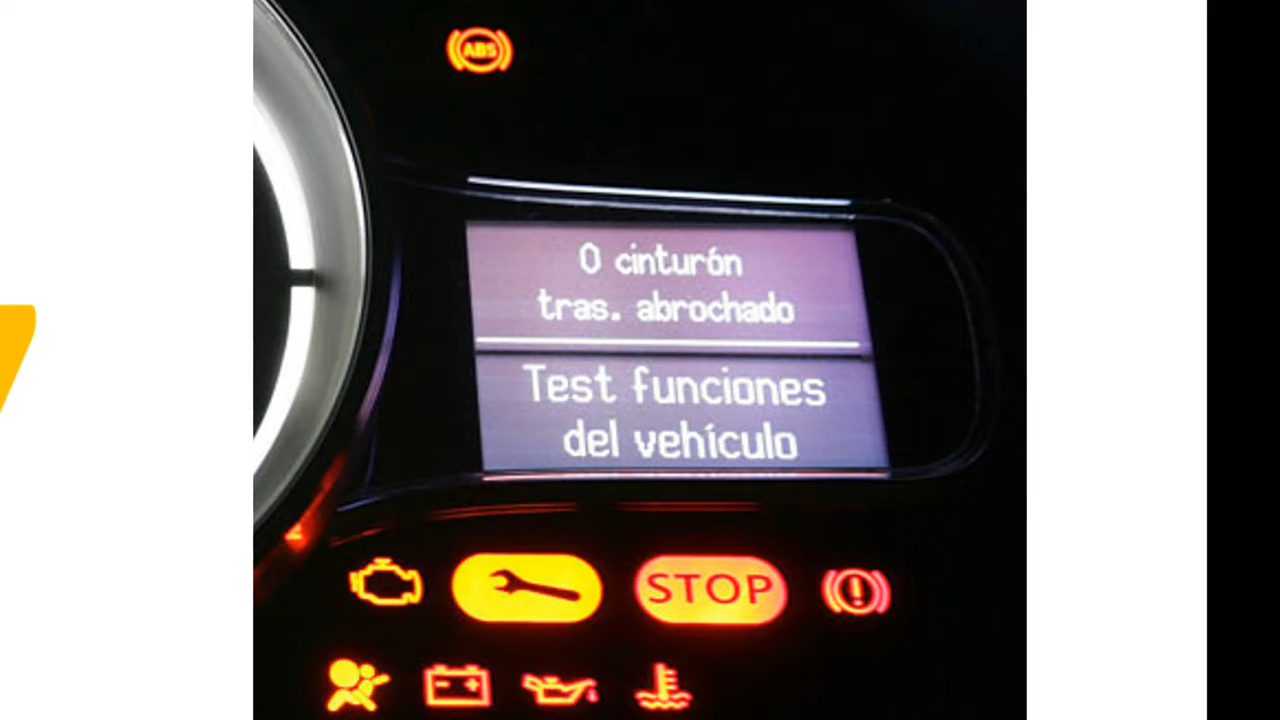 ABS
0 cinturón
tras. abrochado
Test funciones
del vehículo
STOP